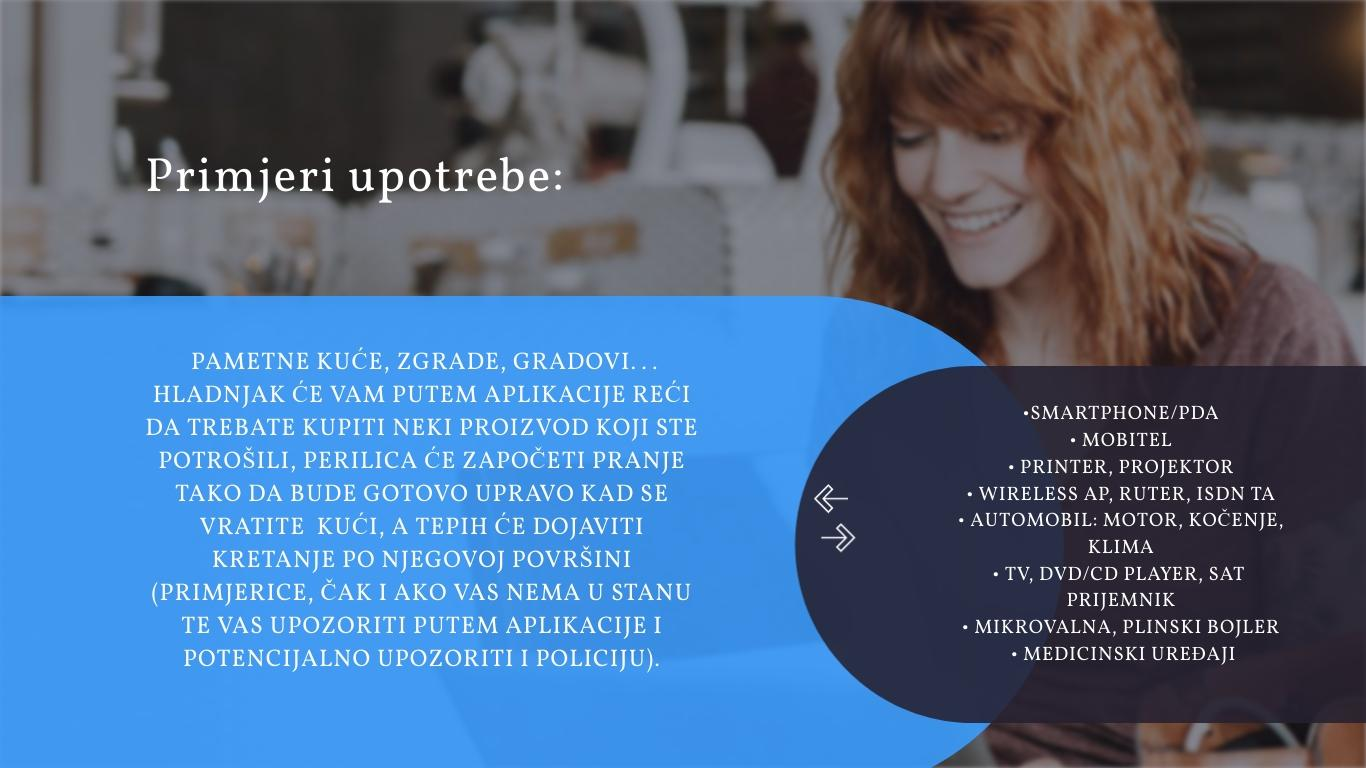 Primjeri upotrebe:
PAMETNE KUĆE, ZGRADE, GRADOVI...
HLADNJAK ĆE VAM PUTEM APLIKACIJE REĆI
DA TREBATE KUPITI NEKI PROIZVOD KOJI STE
POTROŠILI, PERILICA ĆE ZAPOČETI PRANJE
TAKO DA BUDE GOTOVO UPRAVO KAD SE
VRATITE  KUĆI, A TEPIH ĆE DOJAVITI
KRETANJE PO NJEGOVOJ POVRŠINI
(PRIMJERICE, ČAK I AKO VAS NEMA U STANU
TE VAS UPOZORITI PUTEM APLIKACIJE I
POTENCIJALNO UPOZORITI I POLICIJU).
•SMARTPHONE/PDA
• MOBITEL
• PRINTER, PROJEKTOR
• WIRELESS AP, RUTER, ISDN TA
• AUTOMOBIL: MOTOR, KOČENJE,
KLIMA
• TV, DVD/CD PLAYER, SAT
PRIJEMNIK
• MIKROVALNA, PLINSKI BOJLER
• MEDICINSKI UREĐAJI